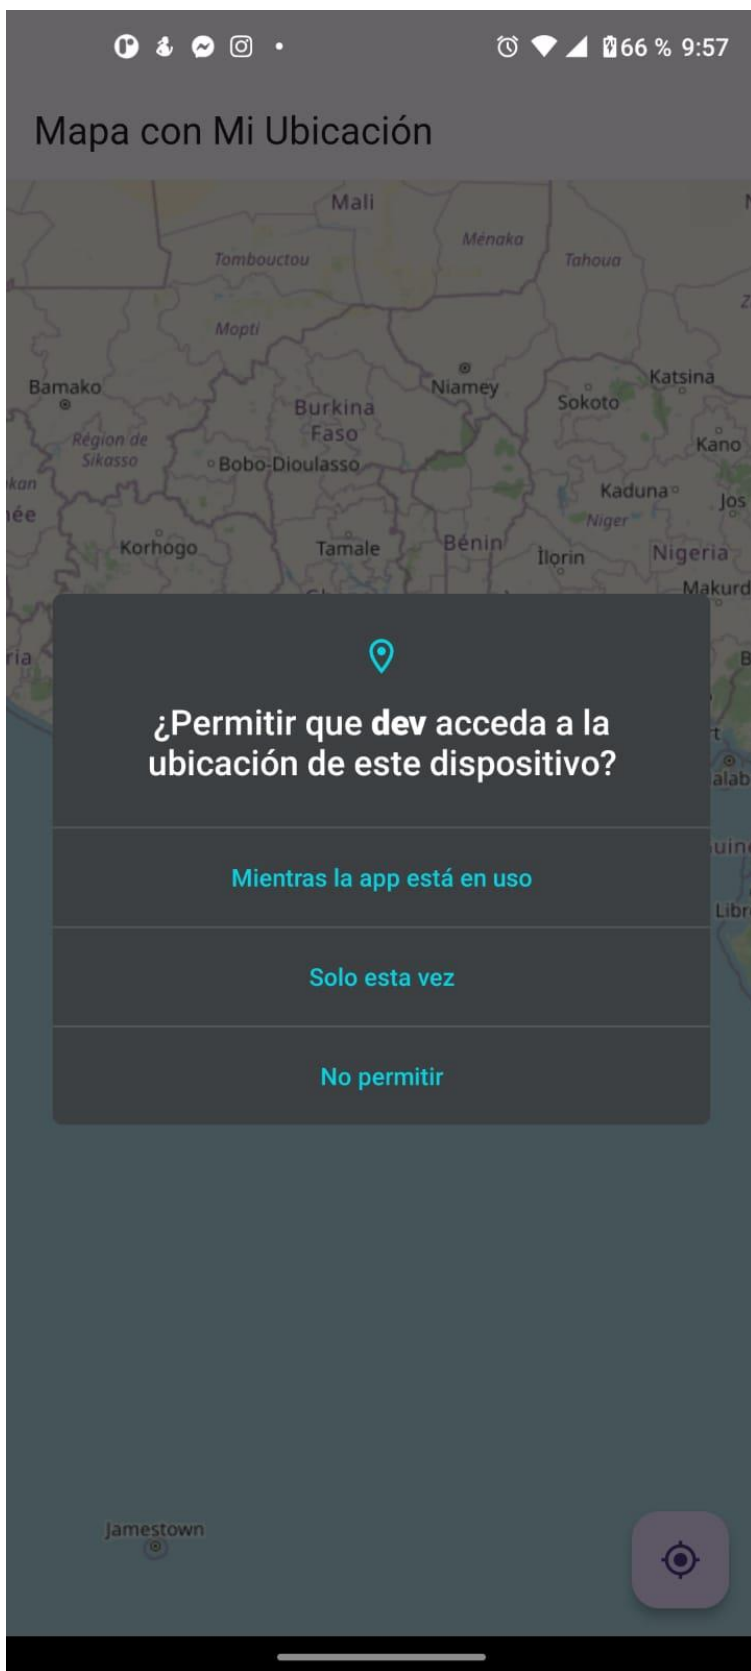 66 % 9:57
Mapa con Mi Ubicación
Mali
Ménaka
Tombouctou
Tahoua
Mopti
Bamako
Niamey
Katsina
Sokoto
Burkina
Faso
Région de
Sikasso
Kano
Bobo-Dioulasso
Kaduna
Jos
Niger
Korhogo
Tamale
Bénin
Ilorin
Nigeria
Makurd
¿Permitir que dev acceda a la
ubicación de este dispositivo?
Mientras la app está en uso
Solo esta vez
No permitir
Jamestown